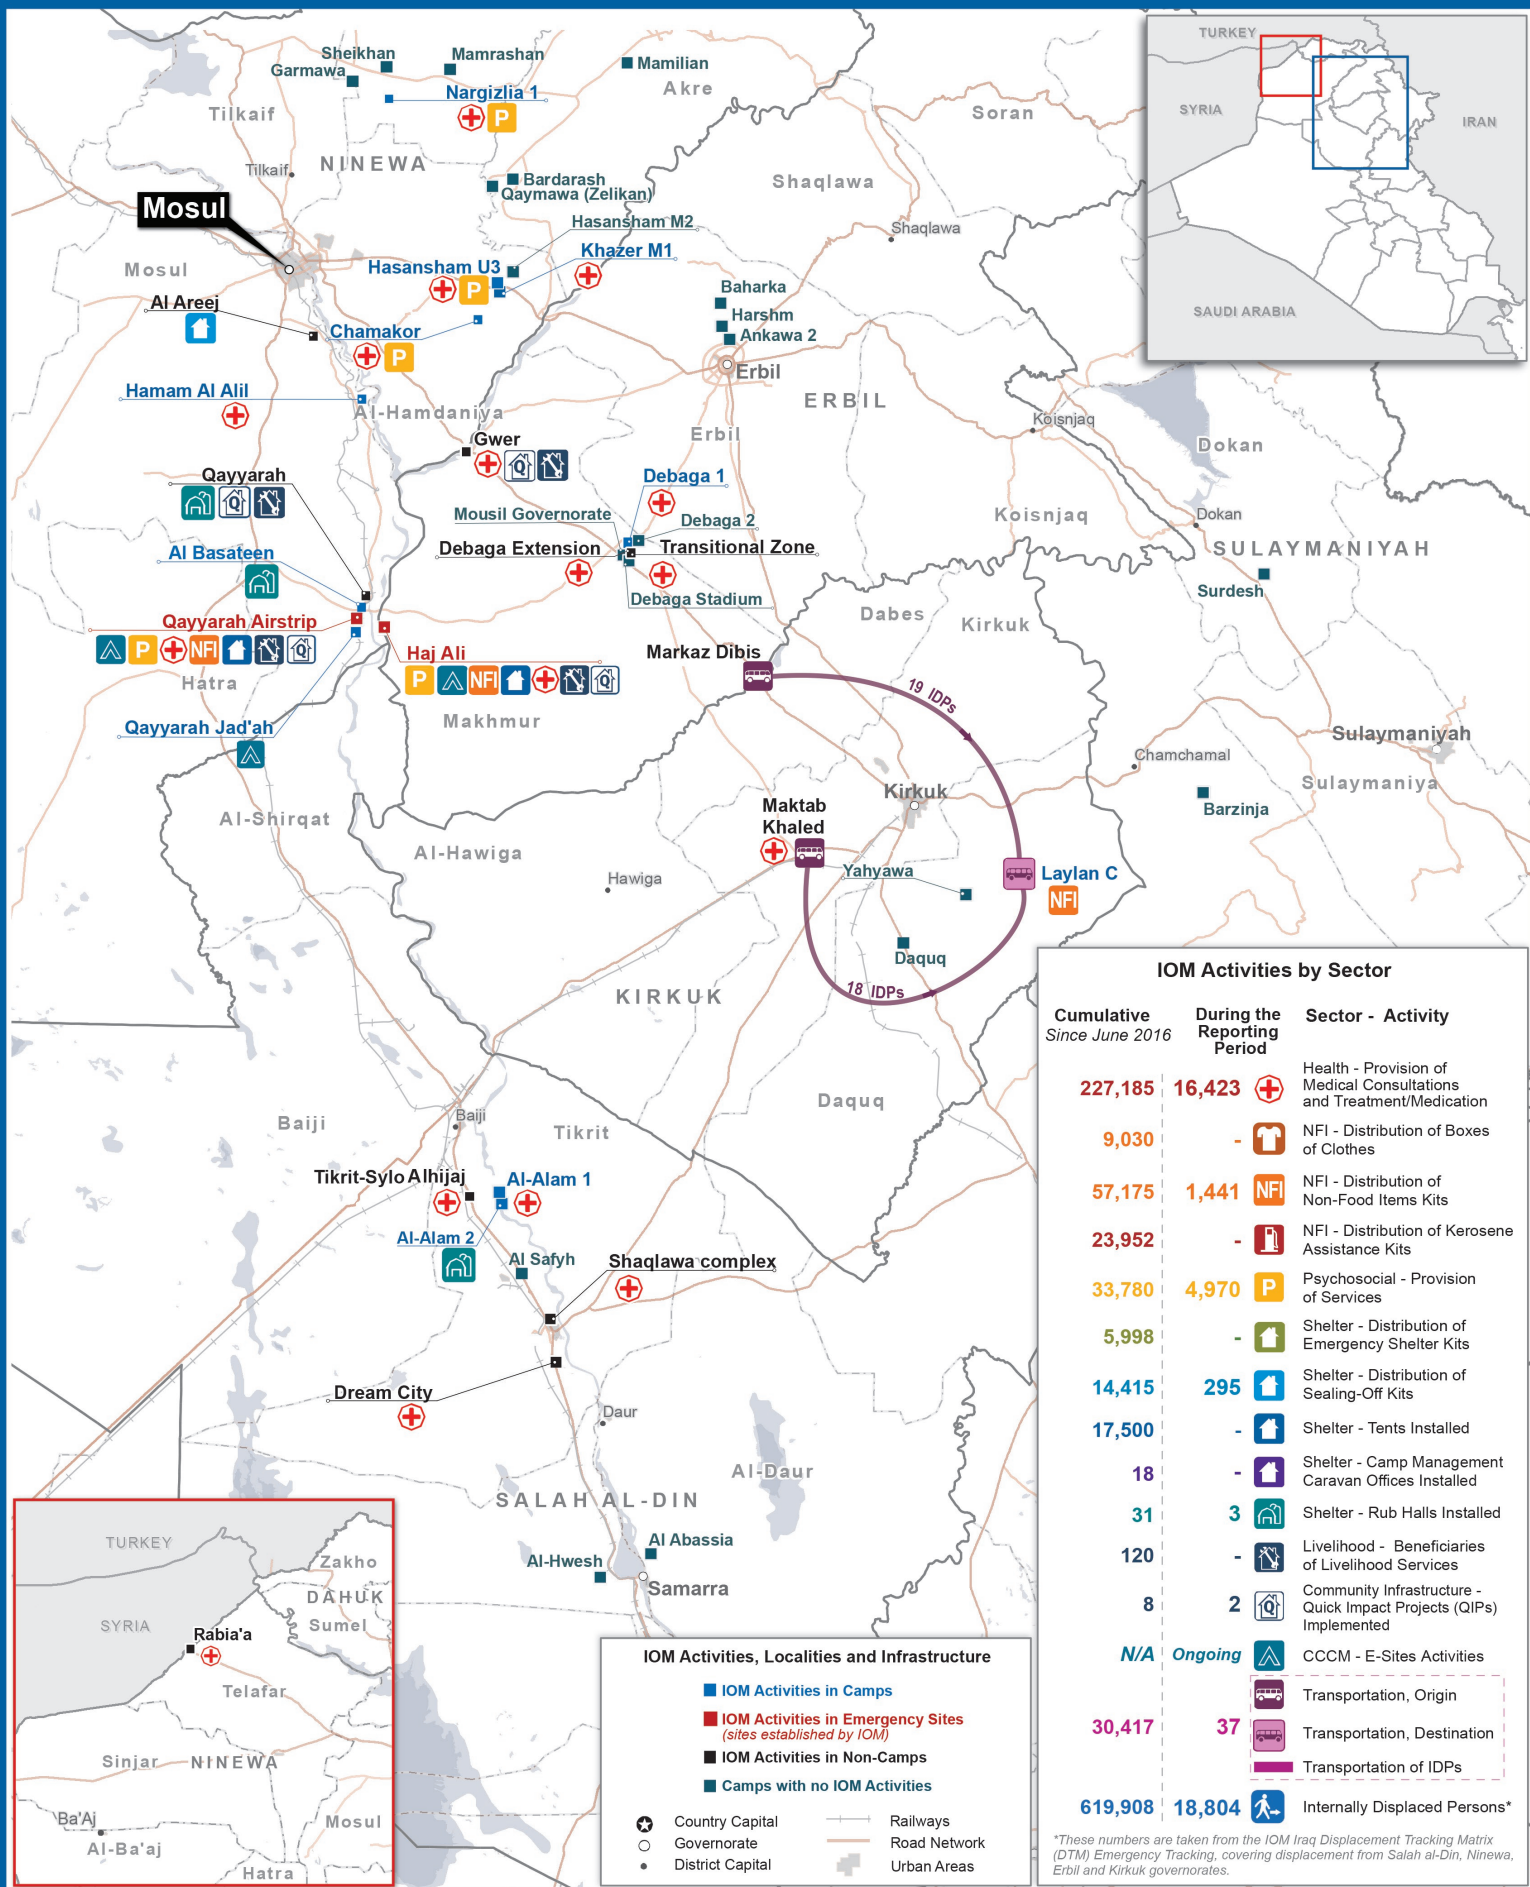 TURKEY
SYRIA
IRAN
SAUDI ARABIA
Sheikhan
Mamrashan
Garmawa
Mamilian
Nargizlia 1
P
Akre
Soran
Tilkaif
Tilkaif
NINEWA
Bardarash
Qaymawa (Zelikan)
Shaqlawa
Mosul
Hasansham M2
Shaqlawa
Khazer M1
Mosul
Hasansham U3
P
Al Areej
Baharka
Harshm
Ankawa 2
Chamakor
P
Erbil
Hamam Al Alil
Al-Hamdaniya
ERBIL
Koisnjaq
Gwer
Q
Erbil
Dokan
Qayyarah
Q
Debaga 1
Mousil Governorate
Debaga 2
Koisnjaq
Dokan
Debaga Extension
Transitional Zone
SULAYMANIYAH
Al Basateen
Debaga Stadium
Surdesh
Qayyarah Airstrip
P
NFI
Q
Dabes
Kirkuk
Haj Ali
P
NFI
Q
Markaz Dibis
19 IDPs
Hatra
Makhmur
Qayyarah Jad'ah
Sulaymaniyah
Chamchamal
Sulaymaniya
Kirkuk
Maktab
Khaled
Barzinja
Al-Shirqat
Al-Hawiga
Hawiga
Yahyawa
Laylan C
NFI
Daquq
18 IDPs
KIRKUK
Baiji
Baiji
Tikrit
Daquq
Tikrit-Sylo Alhijaj
Al-Alam 1
Al-Alam 2
Al Safyh
Shaqlawa complex
Dream City
Daur
Al-Daur
SALAH AL-DIN
Al Abassia
Al-Hwesh
Samarra
TURKEY
Zakho
DAHUK
SYRIA
Sumel
Rabia'a
Telafar
Sinjar
NINEWA
Ba'Aj
Mosul
Al-Ba'aj
Hatra
IOM Activities, Localities and Infrastructure
IOM Activities in Camps
IOM Activities in Emergency Sites
(sites established by IOM)
IOM Activities in Non-Camps
Camps with no IOM Activities
Country Capital
Railways
Governorate
Road Network
District Capital
Urban Areas
IOM Activities by Sector
Cumulative
Since June 2016
During the
Reporting
Period
Sector - Activity
227,185 16,423 Health - Provision of
Medical Consultations
and Treatment/Medication
9,030 - NFI - Distribution of Boxes
of Clothes
57,175 1,441 NFI NFI - Distribution of
Non-Food Items Kits
23,952 - NFI - Distribution of Kerosene
Assistance Kits
33,780 4,970 P Psychosocial - Provision
of Services
5,998 - Shelter - Distribution of
Emergency Shelter Kits
14,415 295 Shelter - Distribution of
Sealing-Off Kits
17,500 - Shelter - Tents Installed
18 - Shelter - Camp Management
Caravan Offices Installed
31 3 Shelter - Rub Halls Installed
120 - Livelihood - Beneficiaries
of Livelihood Services
8 2 Q Community Infrastructure -
Quick Impact Projects (QIPs)
Implemented
N/A Ongoing CCCM - E-Sites Activities
Transportation, Origin
30,417 37 Transportation, Destination
Transportation of IDPs
619,908 18,804 Internally Displaced Persons*
*These numbers are taken from the IOM Iraq Displacement Tracking Matrix
(DTM) Emergency Tracking, covering displacement from Salah al-Din, Ninewa,
Erbil and Kirkuk governorates.